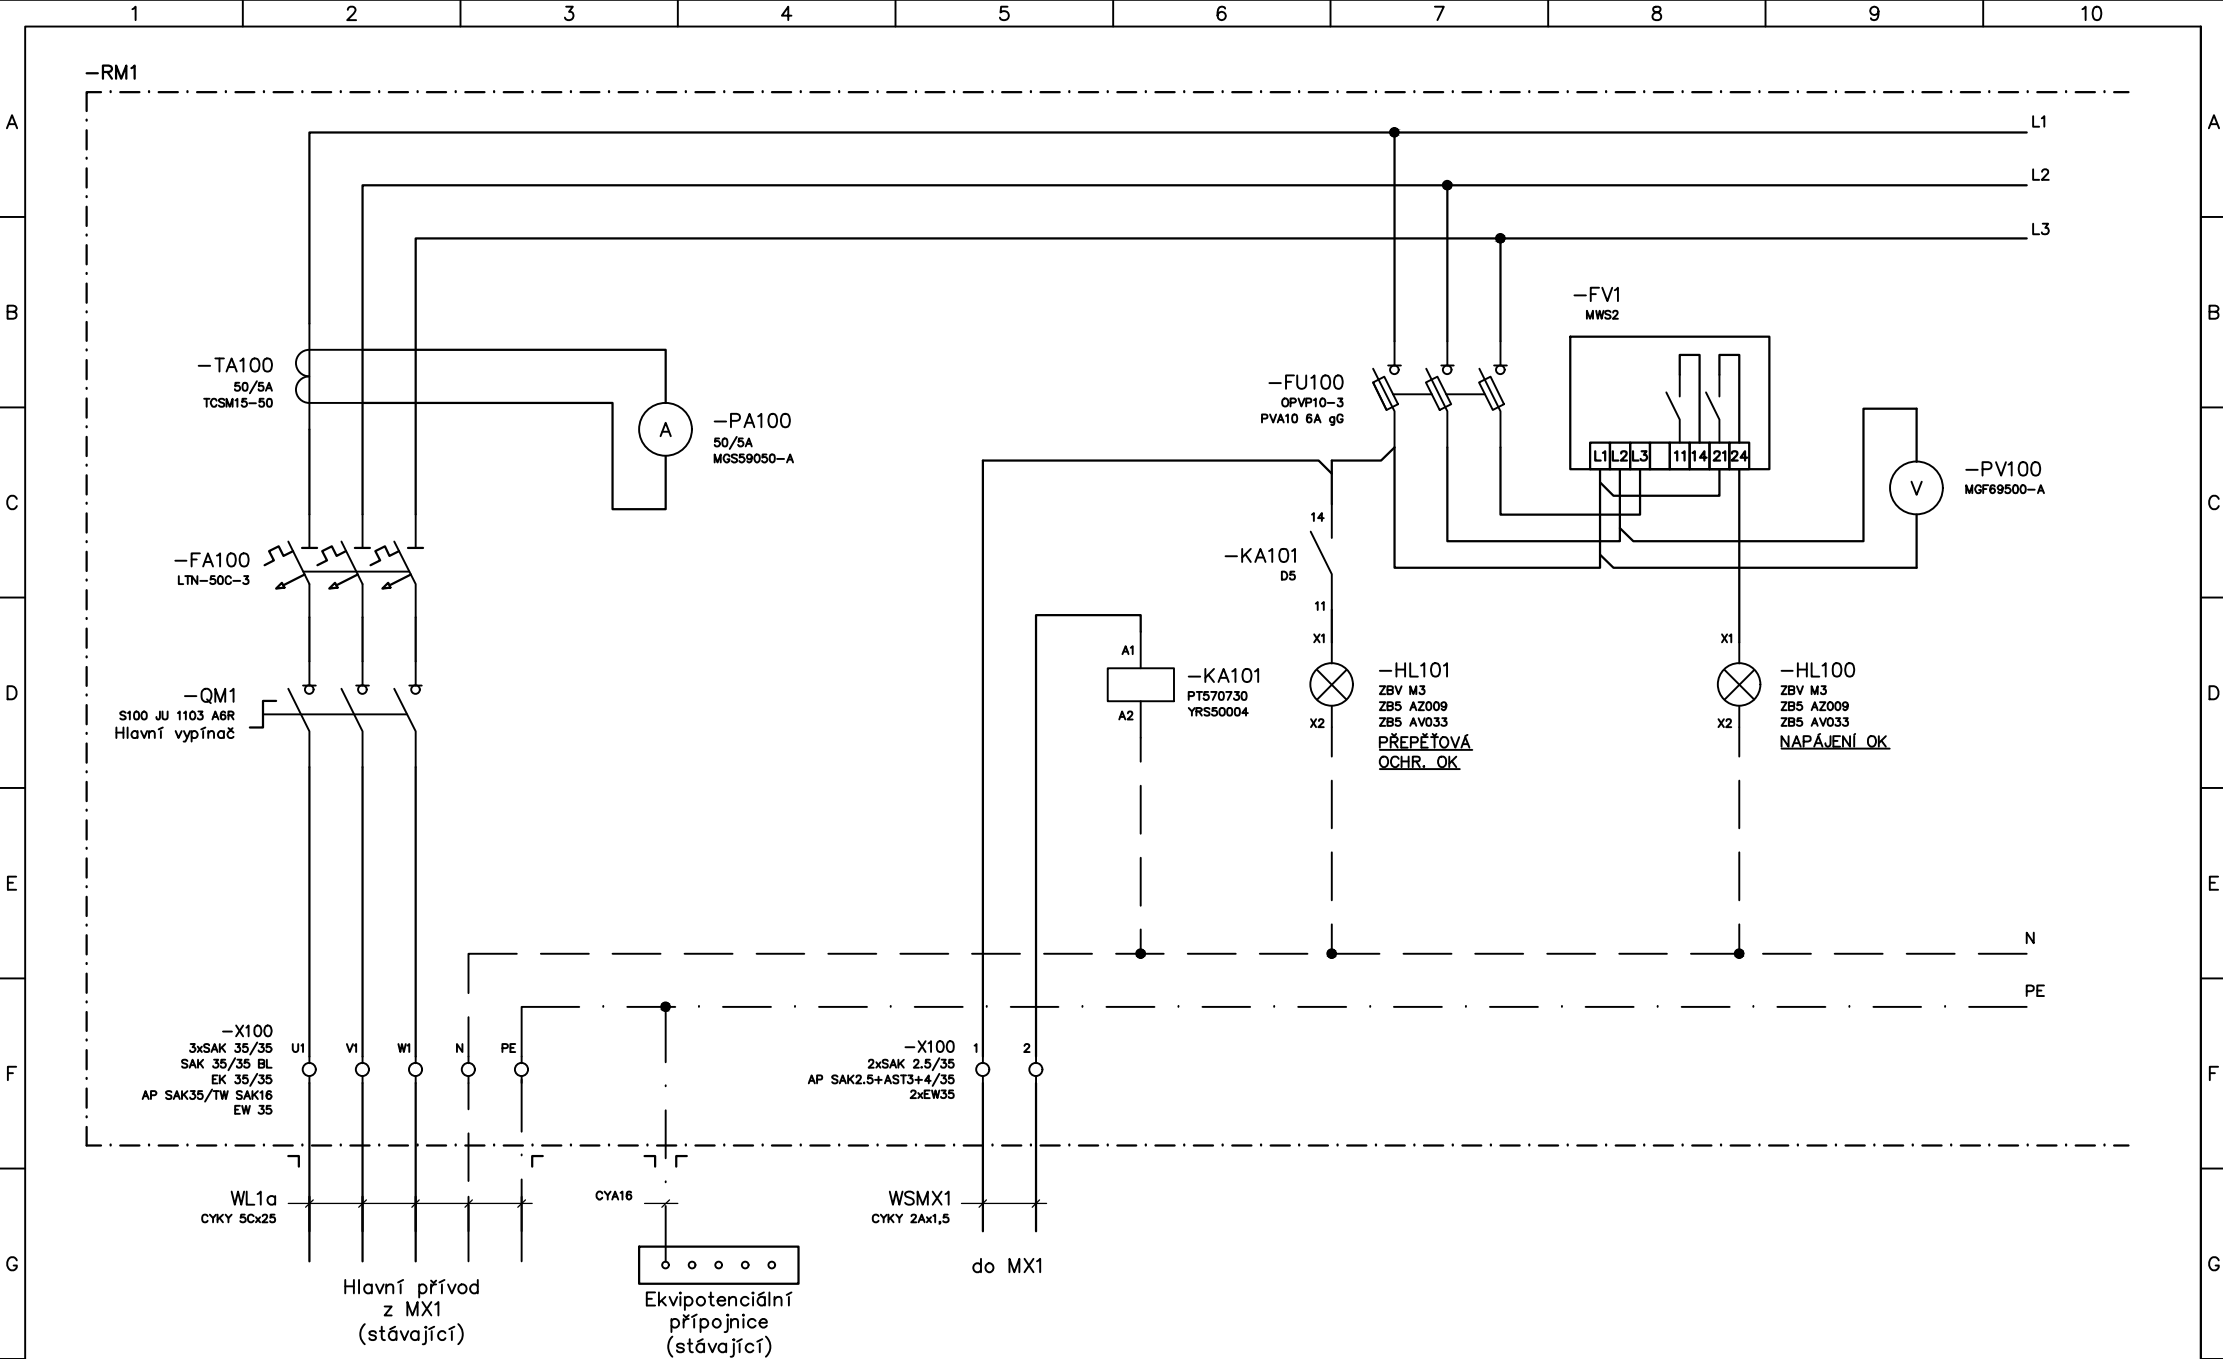 1 2 3 4 5 6 7 8 9 10
-RM1
A
A
L1
L2
L3
B
B
-FV1
MWS2
-TA100
50/5A
TCSM15-50
-FU100
OPVP10-3
PVA10 6A gG
A
-PA100
50/5A
MGS59050-A
L1 L2 L3 11 14 21 24
V
-PV100
MGF69500-A
C
C
14
-KA101
D5
11
-FA100
LTN-50C-3
-QM1
S100 JU 1103 A6R
Hlavní vypínač
D
D
A1
-KA101
PT570730
YRS50004
A2
X1
-HL101
ZBV M3
ZB5 AZ009
ZB5 AV033
PŘEPĚŤOVÁ
OCHR. OK
X2
X1
-HL100
ZBV M3
ZB5 AZ009
ZB5 AV033
NAPÁJENÍ OK
X2
E
E
N
PE
-X100
3xSAK 35/35
SAK 35/35 BL
EK 35/35
AP SAK35/TW SAK16
EW 35
U1 V1 W1 N PE
-X100
2xSAK 2.5/35
AP SAK2.5+AST3+4/35
2xEW35
1 2
F
F
WL1a
CYKY 5Cx25
CYA16
WSMX1
CYKY 2Ax1,5
G
G
Hlavní přívod
z MX1
(stávající)
Ekvipotenciální
přípojnice
(stávající)
do MX1